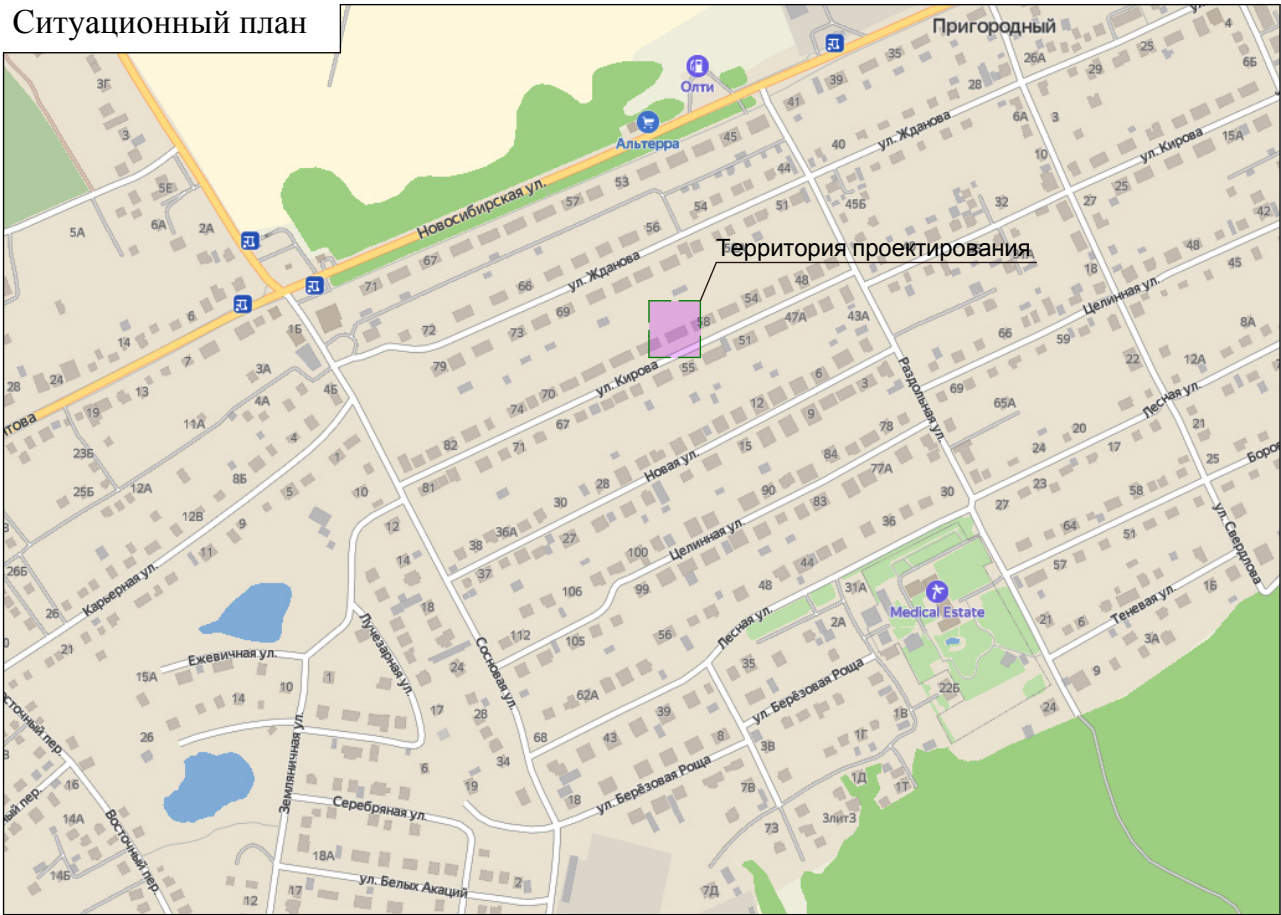 Ситуационный план
Пригородный
Олти
Альтерра
Новосибирская ул.
ул. Жданова
ул. Жданова
ул. Кирова
ул. Кирова
Территория проектирования
Целинная ул.
Раздольная ул.
Лесная ул.
Новая ул.
Целинная ул.
Карьерная ул.
Ежевичная ул.
Лучезарная ул.
Сосновая ул.
Лесная ул.
Medical Estate
ул. Свердлова
Теневая ул.
ул. Берёзовая Роща
ул. Берёзовая Роща
Земляничная ул.
Серебряная ул.
ул. Белых Акаций
Восточный пер.
3Г
3
5Е
5А
6А
2А
35
39
41
45
53
57
67
71
26А
28
29
25
4
6Б
6А
3
10
15А
40
44
51
54
56
45Б
32
27
25
42
48
45
18
66
59
8А
22
12А
66
69
72
73
79
58
54
48
47А
43А
51
55
70
74
82
67
71
81
6
3
12
9
15
28
30
36А
38
37
27
69
65А
78
84
77А
90
83
100
99
106
112
105
20
24
17
23
21
25
58
64
51
57
30
27
36
44
48
31А
2А
56
62А
68
35
39
43
8
3В
7В
18
1Б
6
14
7
13
19
24
28
3А
4А
4Б
11А
23Б
25Б
12А
8Б
4
1
5
10
12В
9
11
26Б
26
21
12
14
18
24
28
34
17
6
19
15А
14
10
1
26
16
14А
14Б
18А
17
12
2
22Б
1В
1Г
1Д
1Т
3лит3
73
7Д
21
6
16
3А
9
24